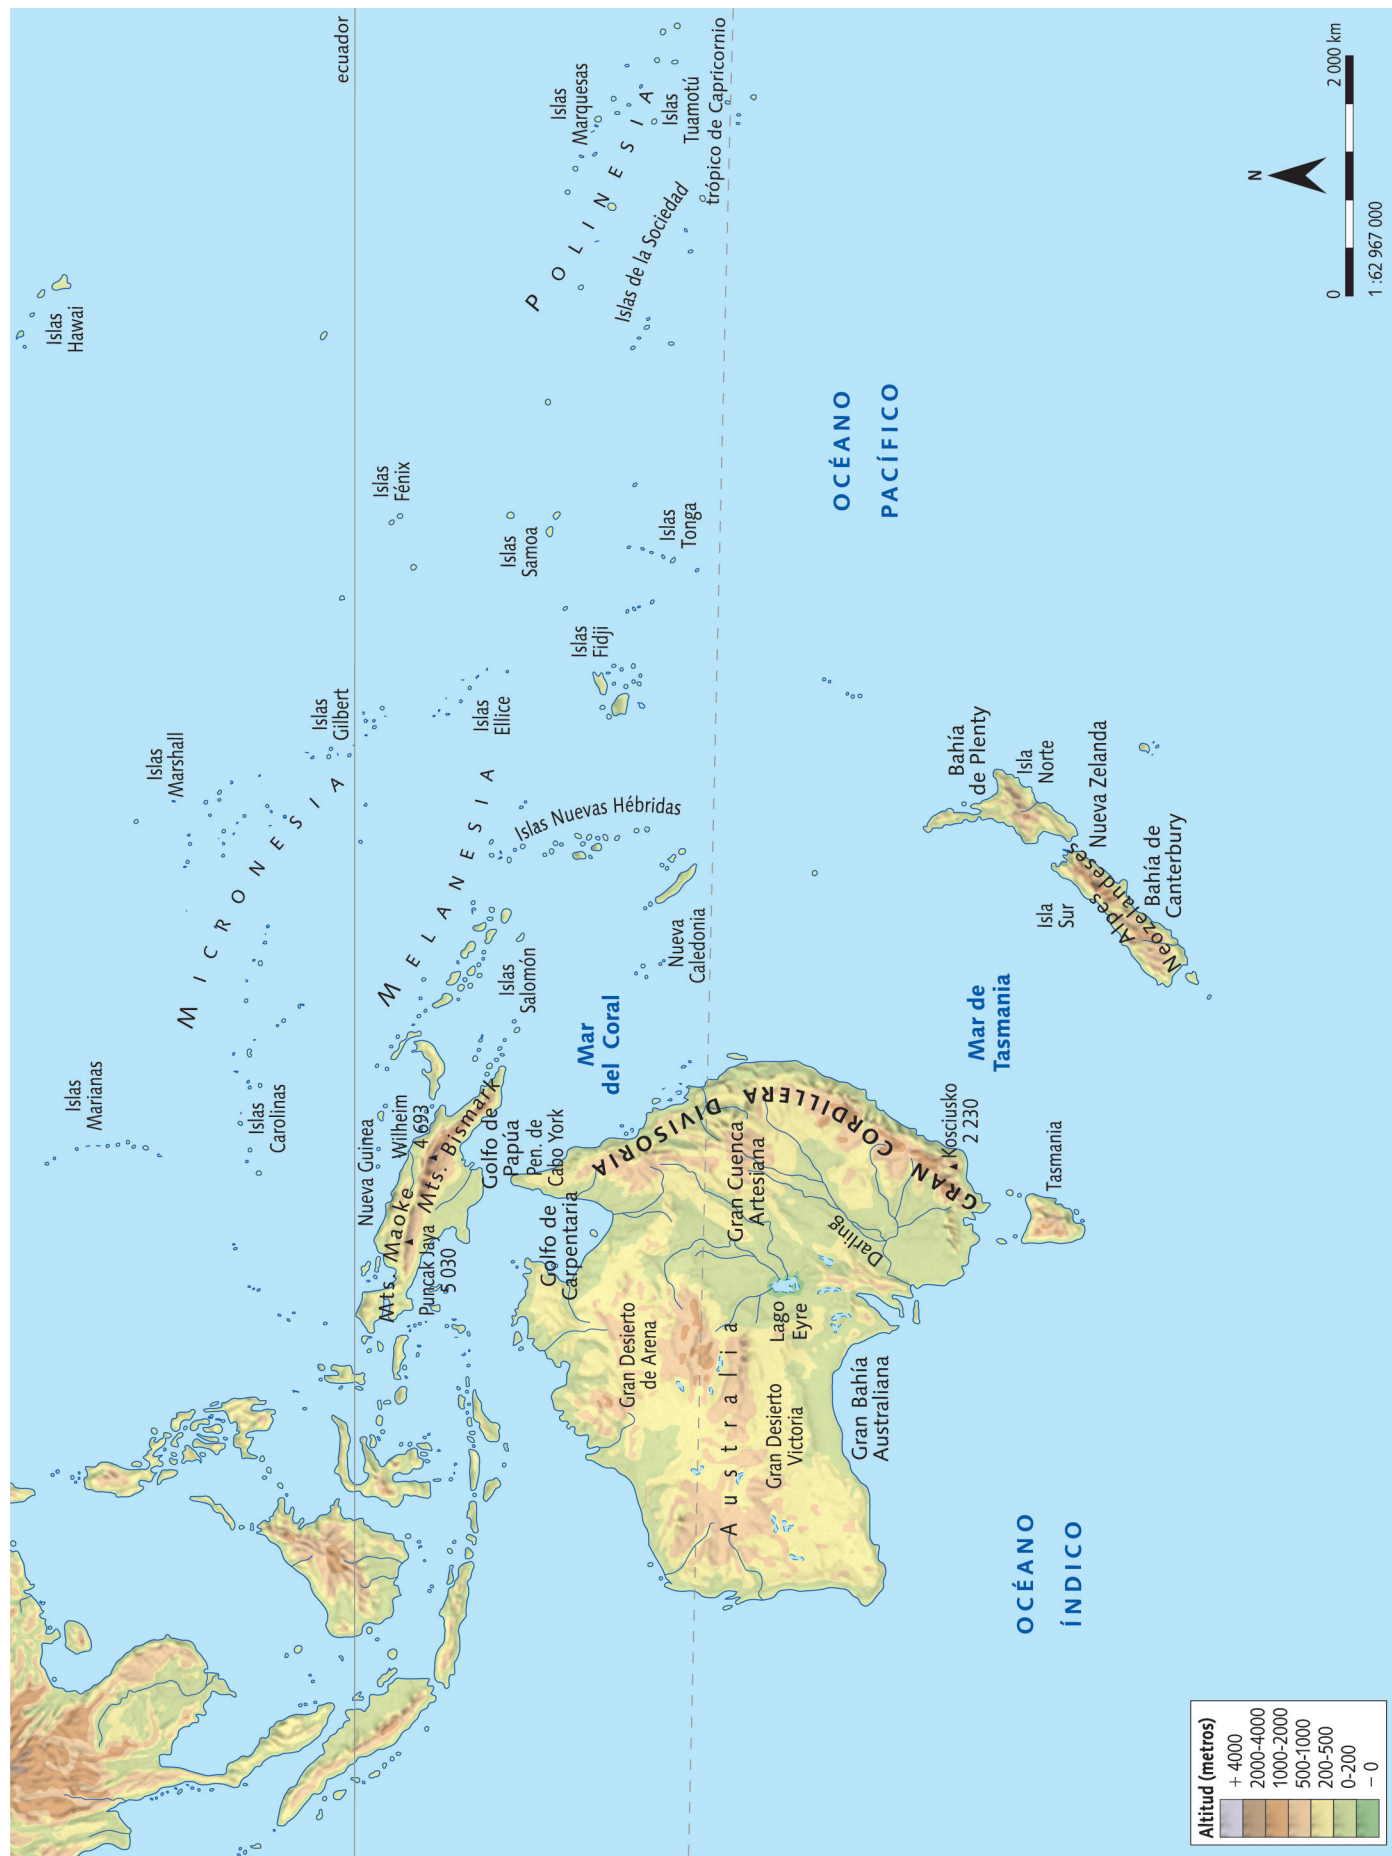 Islas
Hawai
Islas
Marianas
Islas
Marshall
MICRONESIA
Islas
Carolinas
Islas
Gilbert
ecuador
Nueva Guinea
Mts. Maoke
Wilheim
4 693
Puncak Jaya
5 030
Mts. Bismark
MELANESIA
Islas
Fénix
Islas
Ellice
Islas
Salomón
Golfo de
Papúa
Pen. de
Cabo York
Golfo de
Carpentaria
Islas
Samoa
Islas Nuevas Hébridas
Islas
Fidji
POLINESIA
Islas
Marquesas
Islas de la Sociedad
Islas
Tuamotú
trópico de Capricornio
Islas
Tonga
Mar
del Coral
Nueva
Caledonia
Gran Desierto
de Arena
GRAN CORDILLERA DIVISORIA
Gran Cuenca
Artesiana
Australia
Lago
Eyre
Gran Desierto
Victoria
Darling
Gran Bahía
Australiana
Kosciusko
2 230
OCÉANO
PACÍFICO
Mar de
Tasmania
Tasmania
Bahía
de Plenty
Isla
Norte
Nueva Zelanda
Isla
Sur
Alpes
Neozelandeses
Bahía de
Canterbury
OCÉANO
ÍNDICO
Altitud (metros)
+ 4000
2000-4000
1000-2000
500-1000
200-500
0-200
– 0
N
0
2 000 km
1 :62 967 000